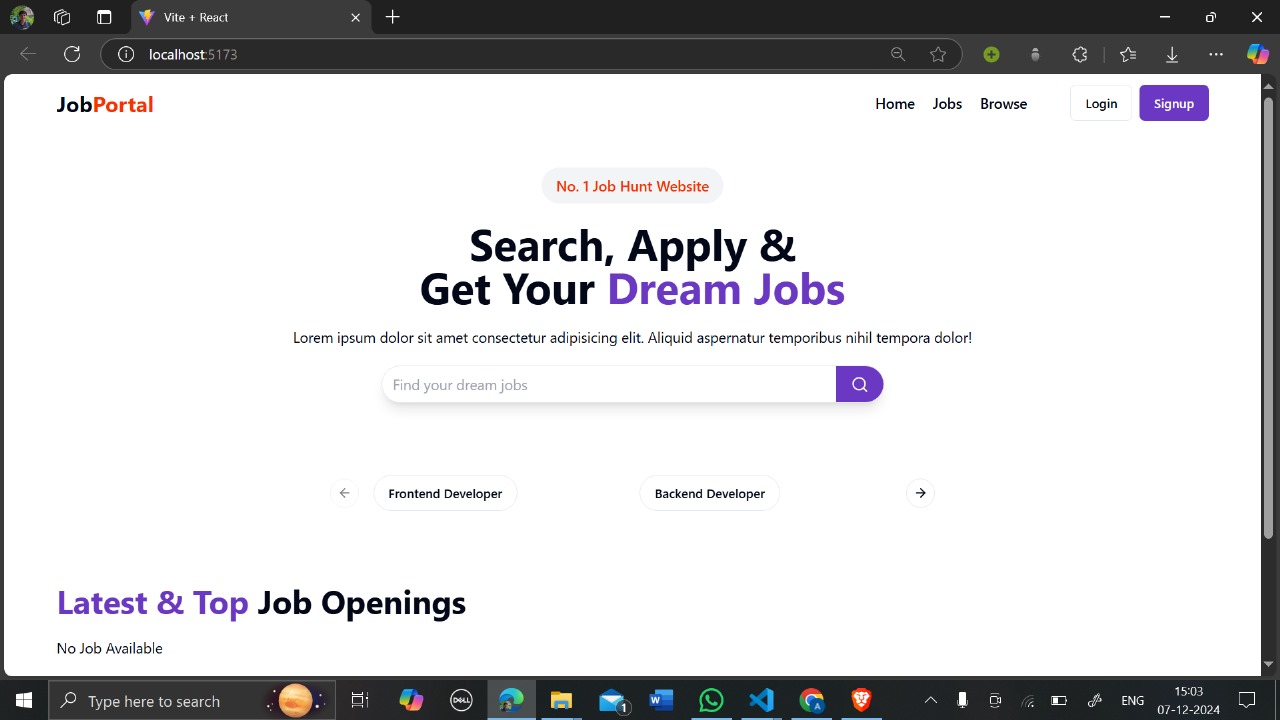 Vite + React
localhost:5173
JobPortal
Home Jobs Browse Login Signup
No. 1 Job Hunt Website
Search, Apply &
Get Your Dream Jobs
Lorem ipsum dolor sit amet consectetur adipisicing elit. Aliquid aspernatur temporibus nihil tempora dolor!
Find your dream jobs
Frontend Developer Backend Developer
Latest & Top Job Openings
No Job Available
Type here to search
DELL
1
W
A
ENG
15:03
07-12-2024